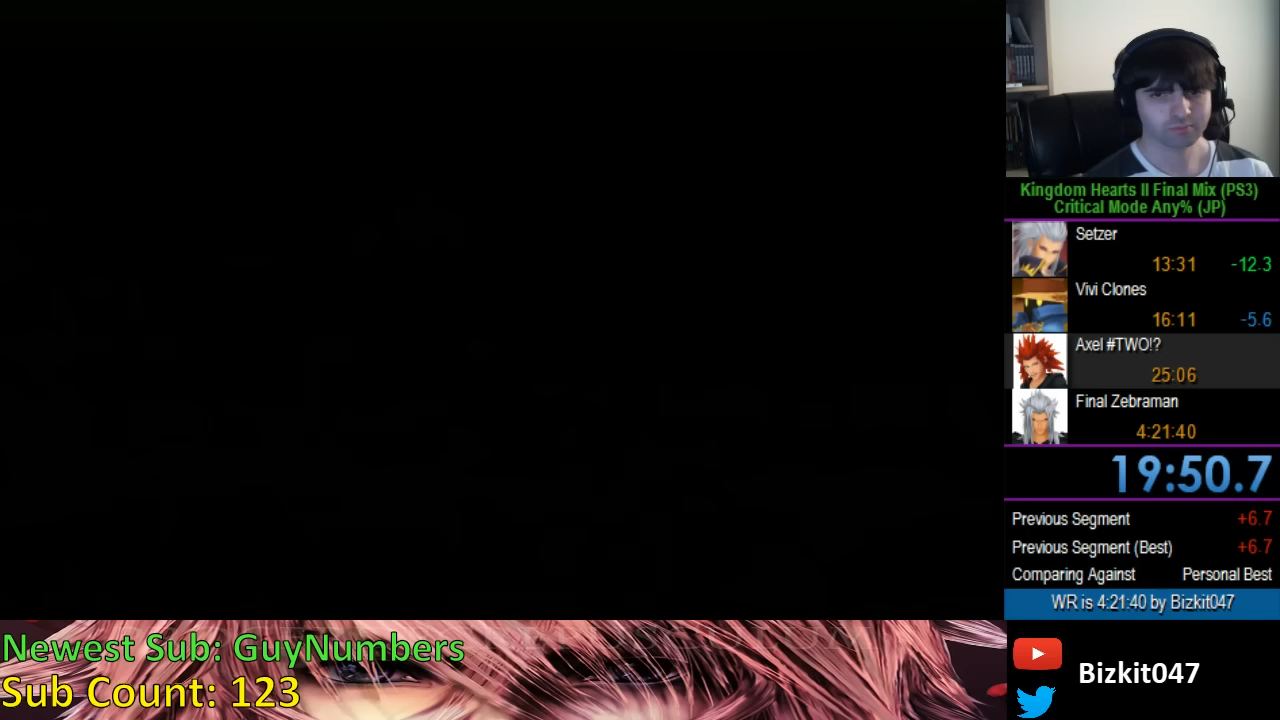 Kingdom Hearts II Final Mix (PS3)
Critical Mode Any% (JP)
Setzer
13:31 -12.3
Vivi Clones
16:11 -5.6
Axel #TWO!?
25:06
Final Zebraman
4:21:40
19:50.7
Previous Segment +6.7
Previous Segment (Best) +6.7
Comparing Against Personal Best
WR is 4:21:40 by Bizkit047
Newest Sub: GuyNumbers
Sub Count: 123
Bizkit047